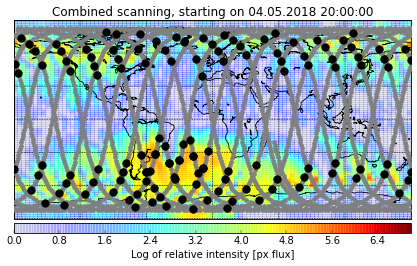 Combined scanning, starting on 04.05.2018 20:00:00
0.0 0.8 1.6 2.4 3.2 4.0 4.8 5.6 6.4
Log of relative intensity [px flux]